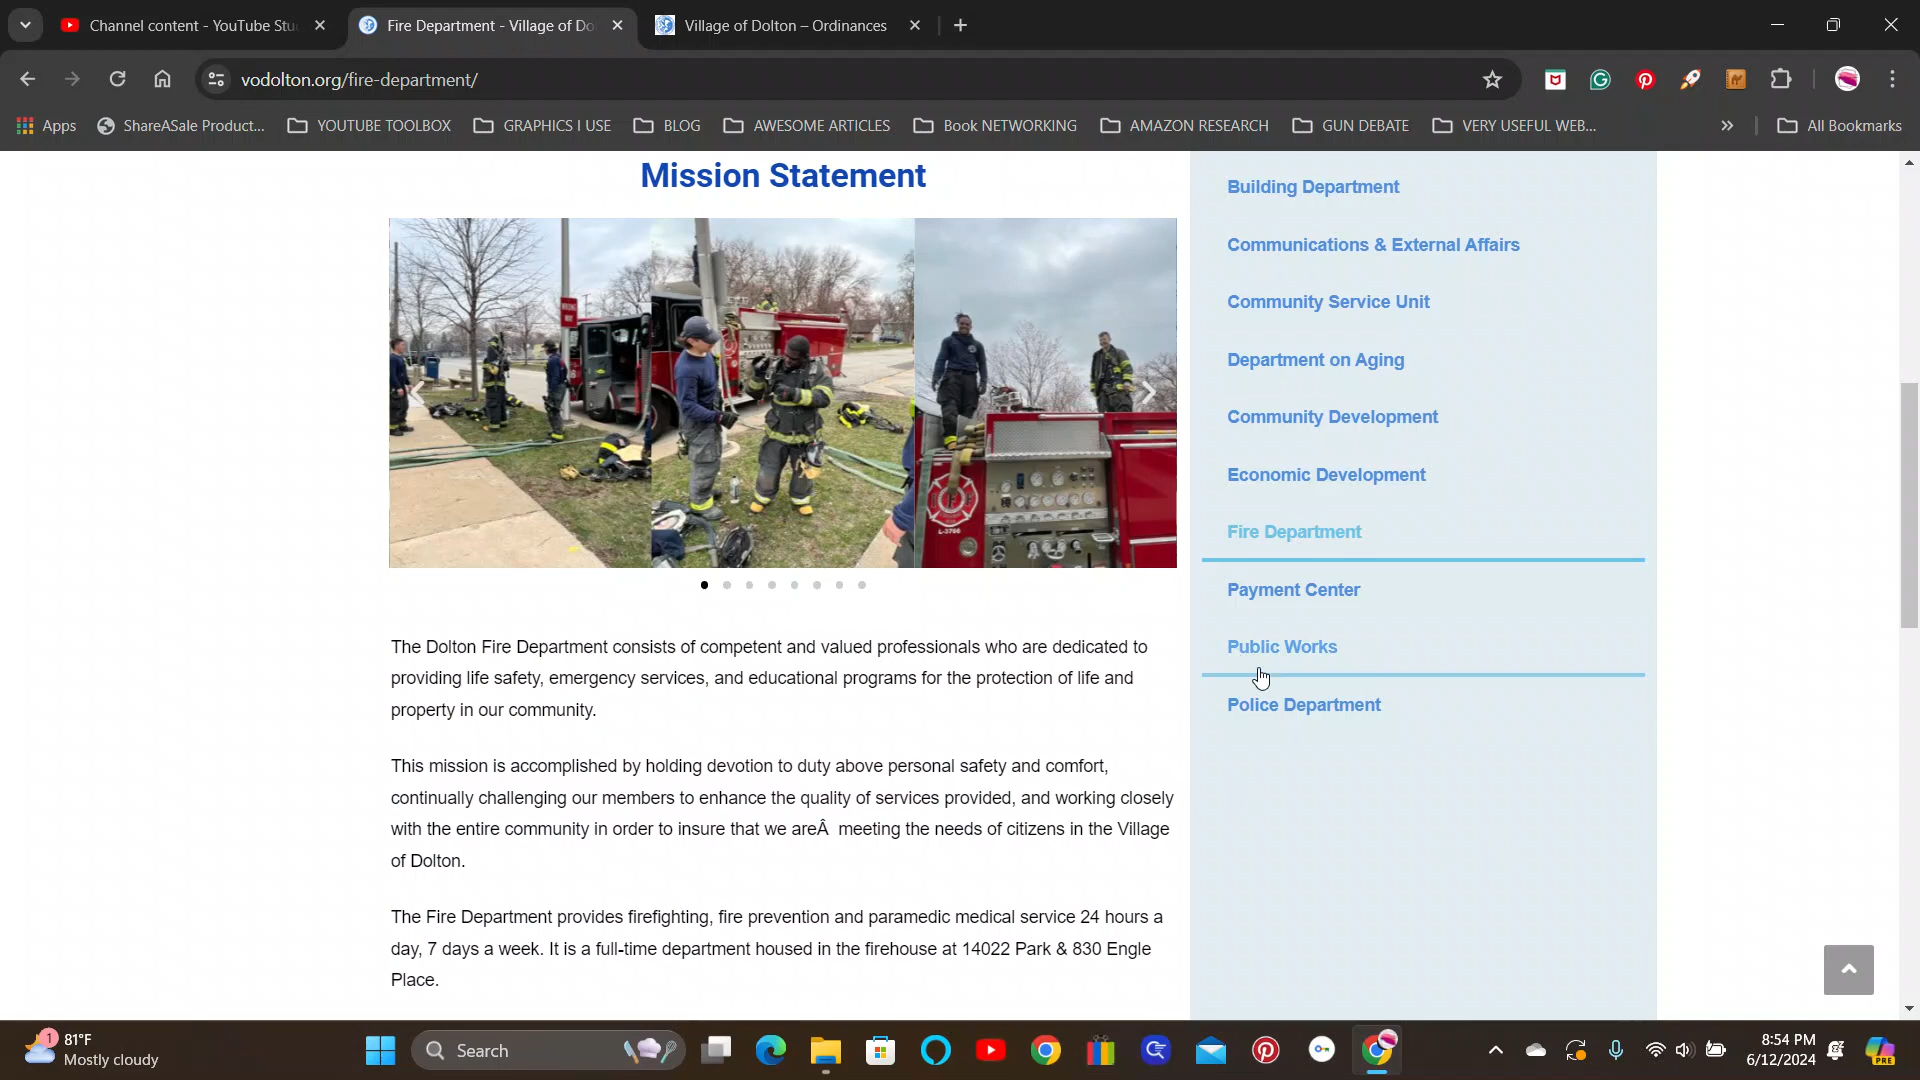 Channel content - YouTube Stu
Fire Department - Village of Do
Village of Dolton – Ordinances
vodolton.org/fire-department/
Apps
ShareASale Product...
YOUTUBE TOOLBOX
GRAPHICS I USE
BLOG
AWESOME ARTICLES
Book NETWORKING
AMAZON RESEARCH
GUN DEBATE
VERY USEFUL WEB...
All Bookmarks
Mission Statement
The Dolton Fire Department consists of competent and valued professionals who are dedicated to
providing life safety, emergency services, and educational programs for the protection of life and
property in our community.
This mission is accomplished by holding devotion to duty above personal safety and comfort,
continually challenging our members to enhance the quality of services provided, and working closely
with the entire community in order to insure that we areÂ  meeting the needs of citizens in the Village
of Dolton.
The Fire Department provides firefighting, fire prevention and paramedic medical service 24 hours a
day, 7 days a week. It is a full-time department housed in the firehouse at 14022 Park & 830 Engle
Place.
Building Department
Communications & External Affairs
Community Service Unit
Department on Aging
Community Development
Economic Development
Fire Department
Payment Center
Public Works
Police Department
1
81°F
Mostly cloudy
Search
8:54 PM
6/12/2024
PRE